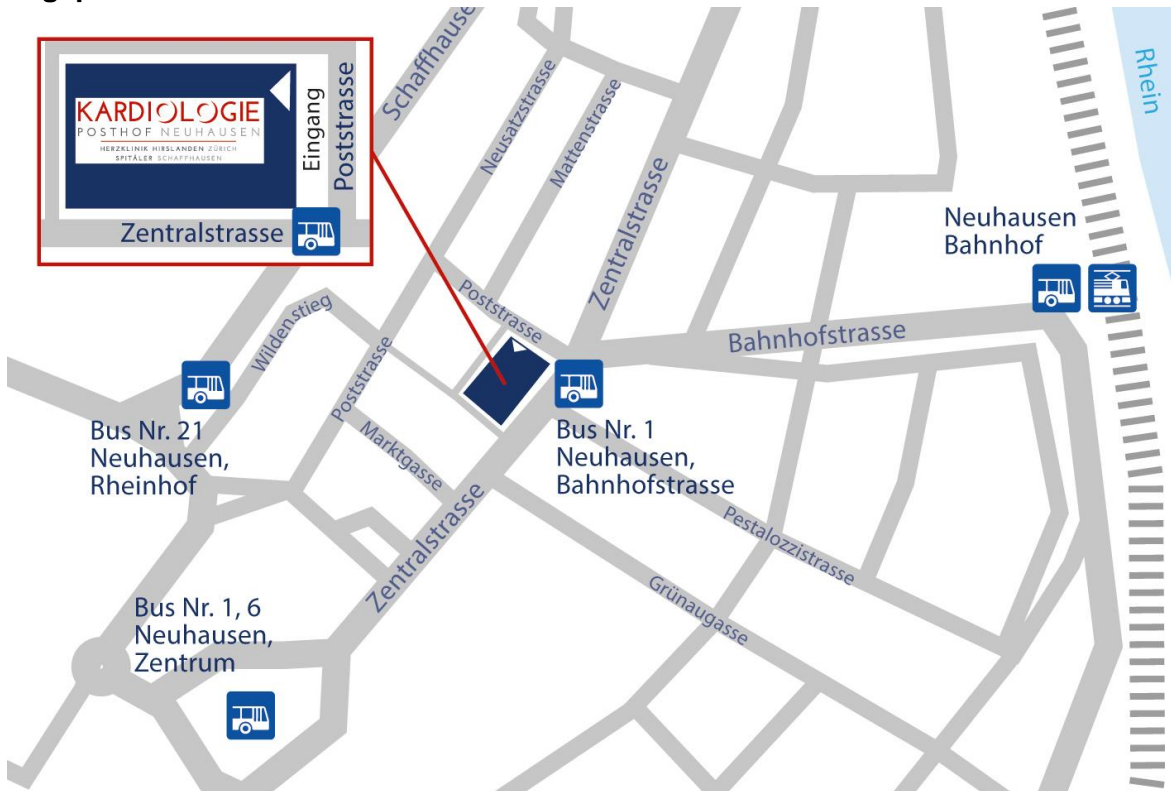 Schaffhause
KARDIOLOGIE
POSTHOF NEUHAUSEN
HERZKLINIK HIRSLANDEN ZÜRICH
SPITÄLER SCHAFFHAUSEN
Eingang
Poststrasse
Zentralstrasse
Neusatzstrasse
Mattenstrasse
Zentralstrasse
Rhein
Neuhausen
Bahnhof
Poststrasse
Bahnhofstrasse
Wildenstieg
Poststrasse
Marktgasse
Bus Nr. 21
Neuhausen,
Rheinhof
Bus Nr. 1
Neuhausen,
Bahnhofstrasse
Zentralstrasse
Pestalozzistrasse
Grünaugasse
Bus Nr. 1, 6
Neuhausen,
Zentrum